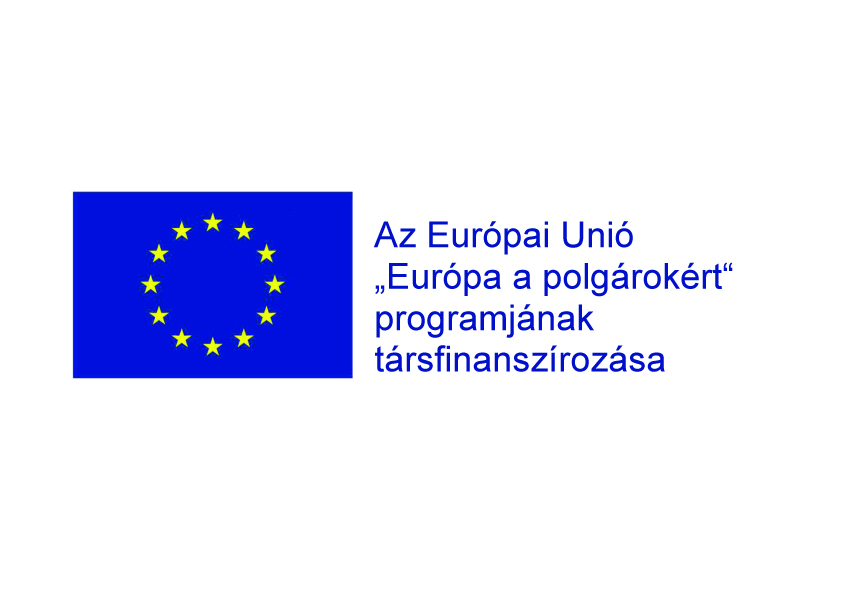 Az Európai Unió
„Európa a polgárokért“
programjának
társfinanszírozása